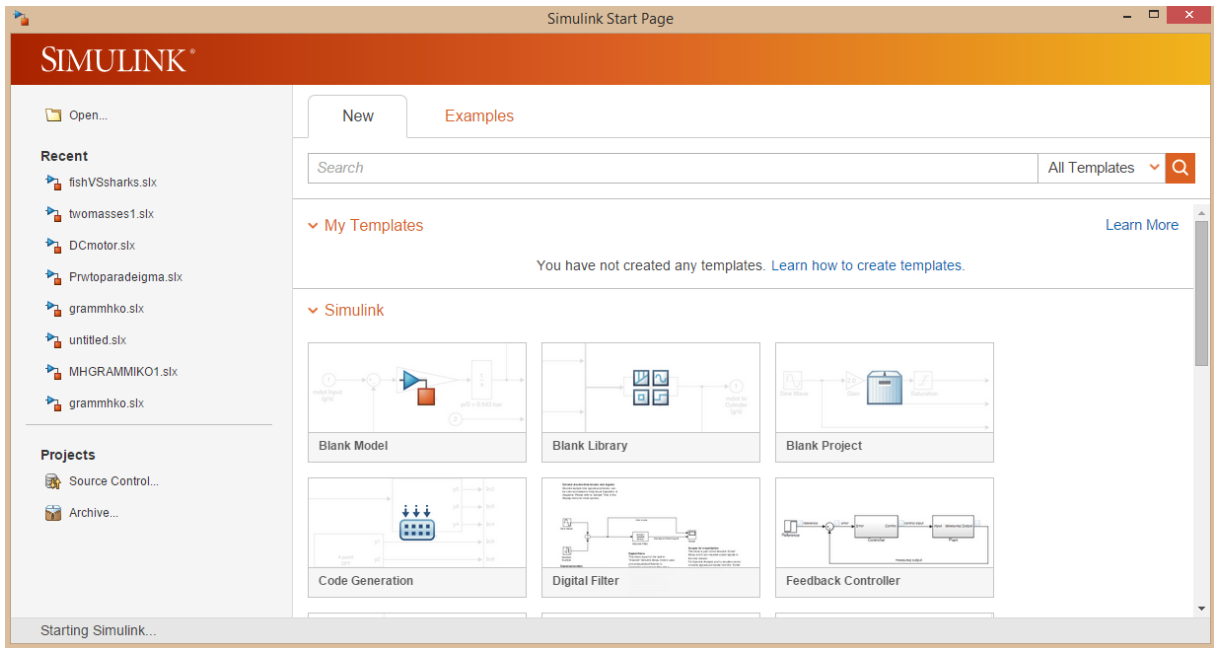 Simulink Start Page
SIMULINK®
Open...
Recent
fishVSsharks.slx
twomasses1.slx
DCmotor.slx
Prwtoparadeigma.slx
grammhko.slx
untitled.slx
MHGRAMMIKO1.slx
grammhko.slx
Projects
Source Control...
Archive...
New
Examples
Search
All Templates
My Templates
Learn More
You have not created any templates. Learn how to create templates.
Simulink
Blank Model
Blank Library
Blank Project
Code Generation
Digital Filter
Feedback Controller
Starting Simulink...